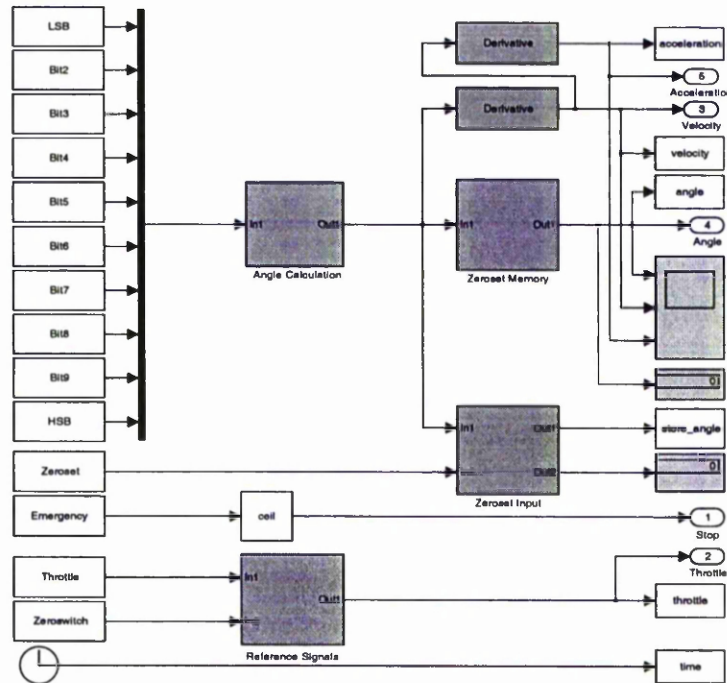 LSB
Bit2
Bit3
Bit4
Bit5
Bit6
Bit7
Bit8
Bit9
HSB
Zeroset
Emergency
Throttle
Zeroswitch
In1
Out1
Angle Calculation
Derivative
Derivative
In1
Out1
Zeroset Memory
In1
Out1
Out2
Zeroset Input
ceil
In1
Out1
Reference Signals
acceleration
5
Acceleration
3
Velocity
velocity
angle
4
Angle
store_angle
1
Stop
2
Throttle
throttle
time